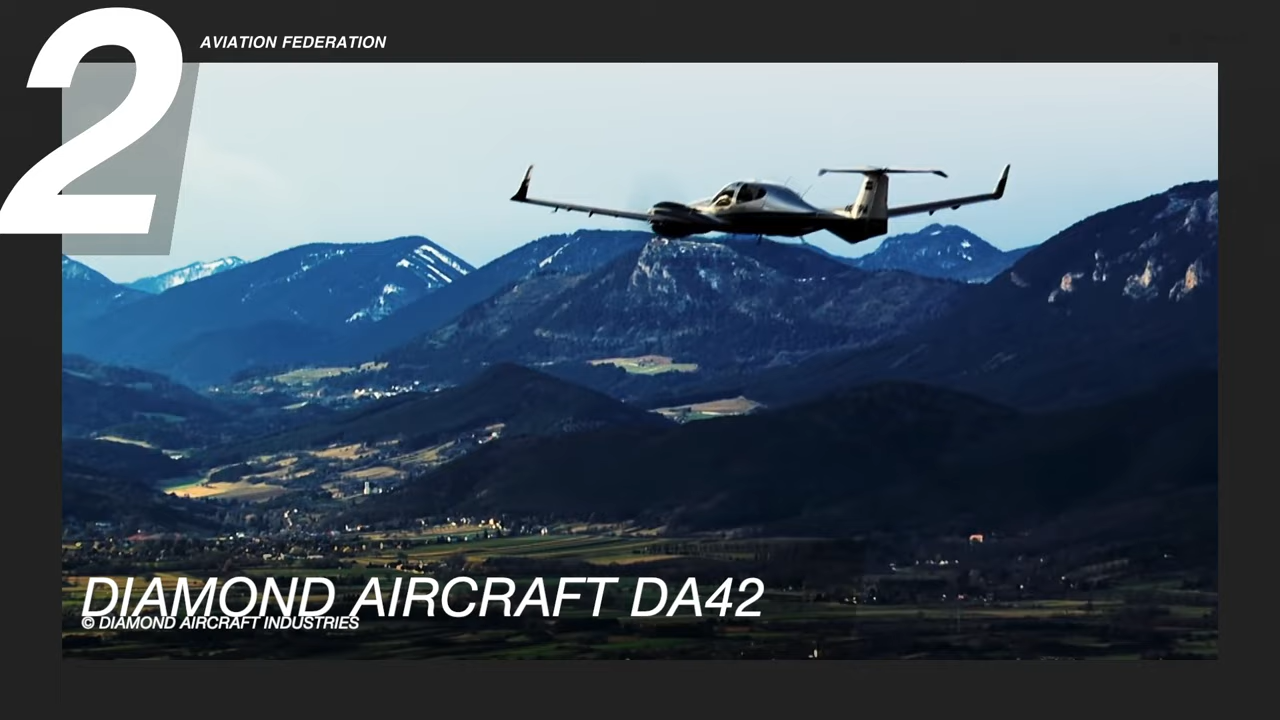 2
AVIATION FEDERATION
DIAMOND AIRCRAFT DA42
© DIAMOND AIRCRAFT INDUSTRIES